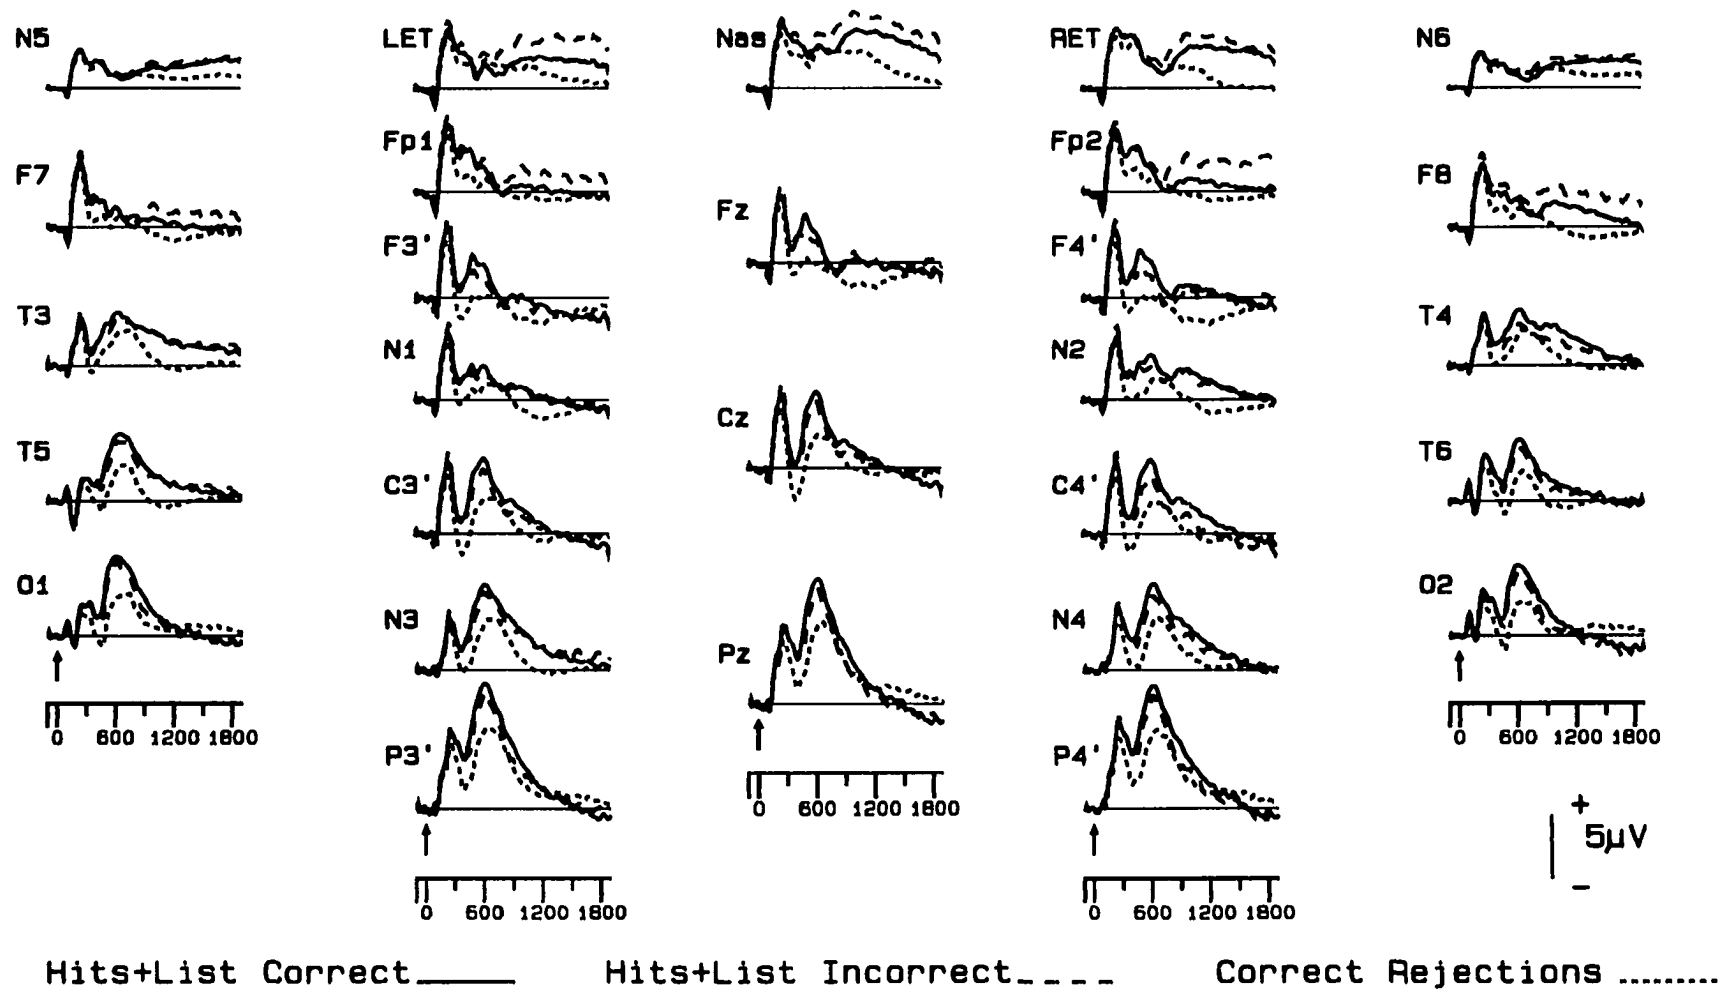 N5
LET
Nas
RET
N6
F7
Fp1
Fz
Fp2
F8
F3'
F4'
T3
N1
Cz
N2
T4
T5
C3'
C4'
T6
O1
N3
Pz
N4
O2
P3'
P4'
0 600 1200 1800
0 600 1200 1800
0 600 1200 1800
0 600 1200 1800
0 600 1200 1800
+
5µV
−
Hits+List Correct
Hits+List Incorrect
Correct Rejections